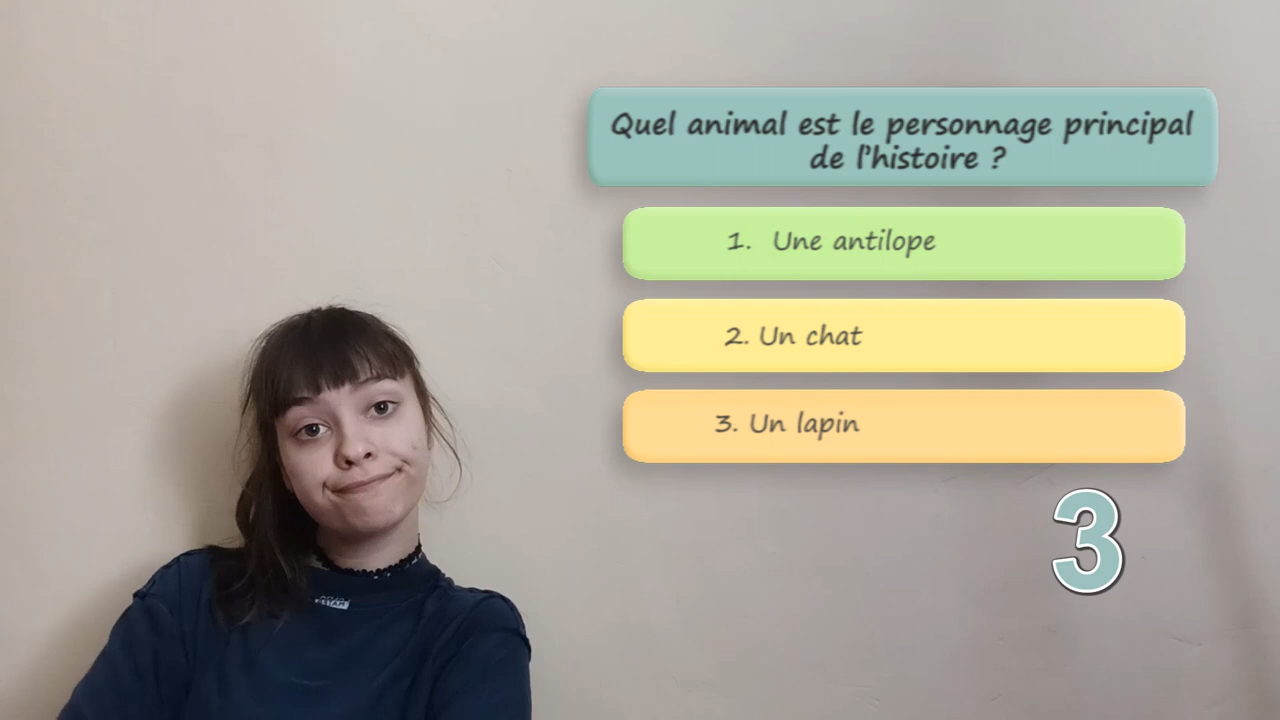 Quel animal est le personnage principal
de l'histoire ?
1. Une antilope
2. Un chat
3. Un lapin
3